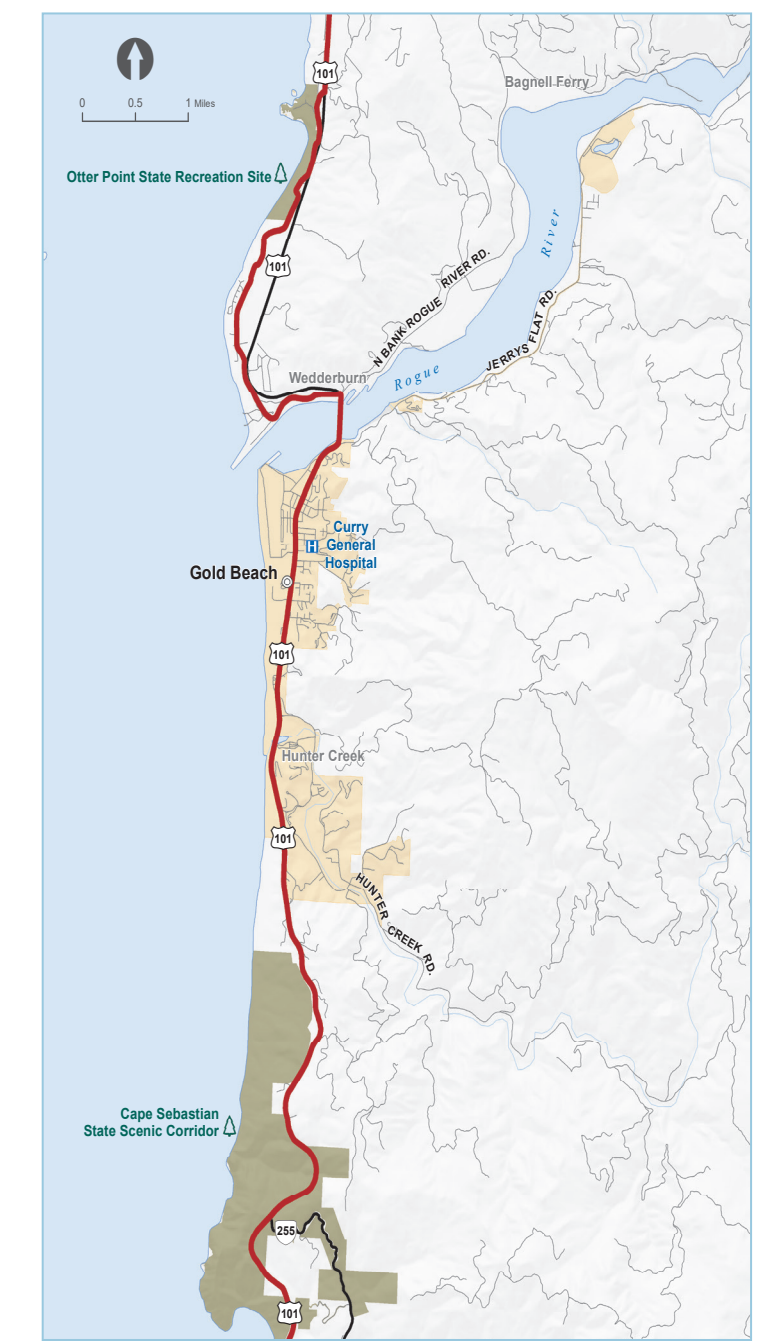 101
Bagnell Ferry
0 0.5 1 Miles
Otter Point State Recreation Site
River
101
N BANK ROGUE RIVER RD.
JERRYS FLAT RD.
Wedderburn
Rogue
Curry
General
Hospital
H
Gold Beach
101
Hunter Creek
101
HUNTER CREEK RD.
Cape Sebastian
State Scenic Corridor
255
101